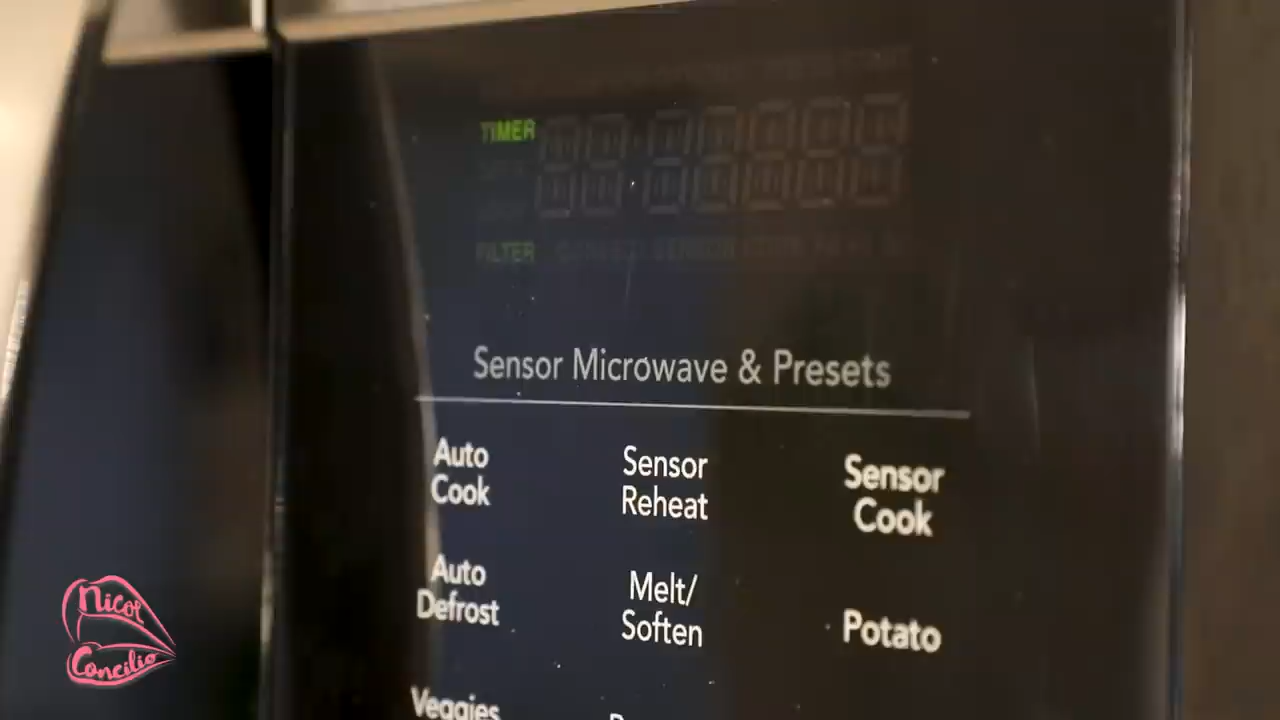 TIMER
FILTER
Sensor Microwave & Presets
Auto
Cook
Sensor
Reheat
Sensor
Cook
Auto
Defrost
Melt/
Soften
Potato
Veggies
Nicol
Concilio